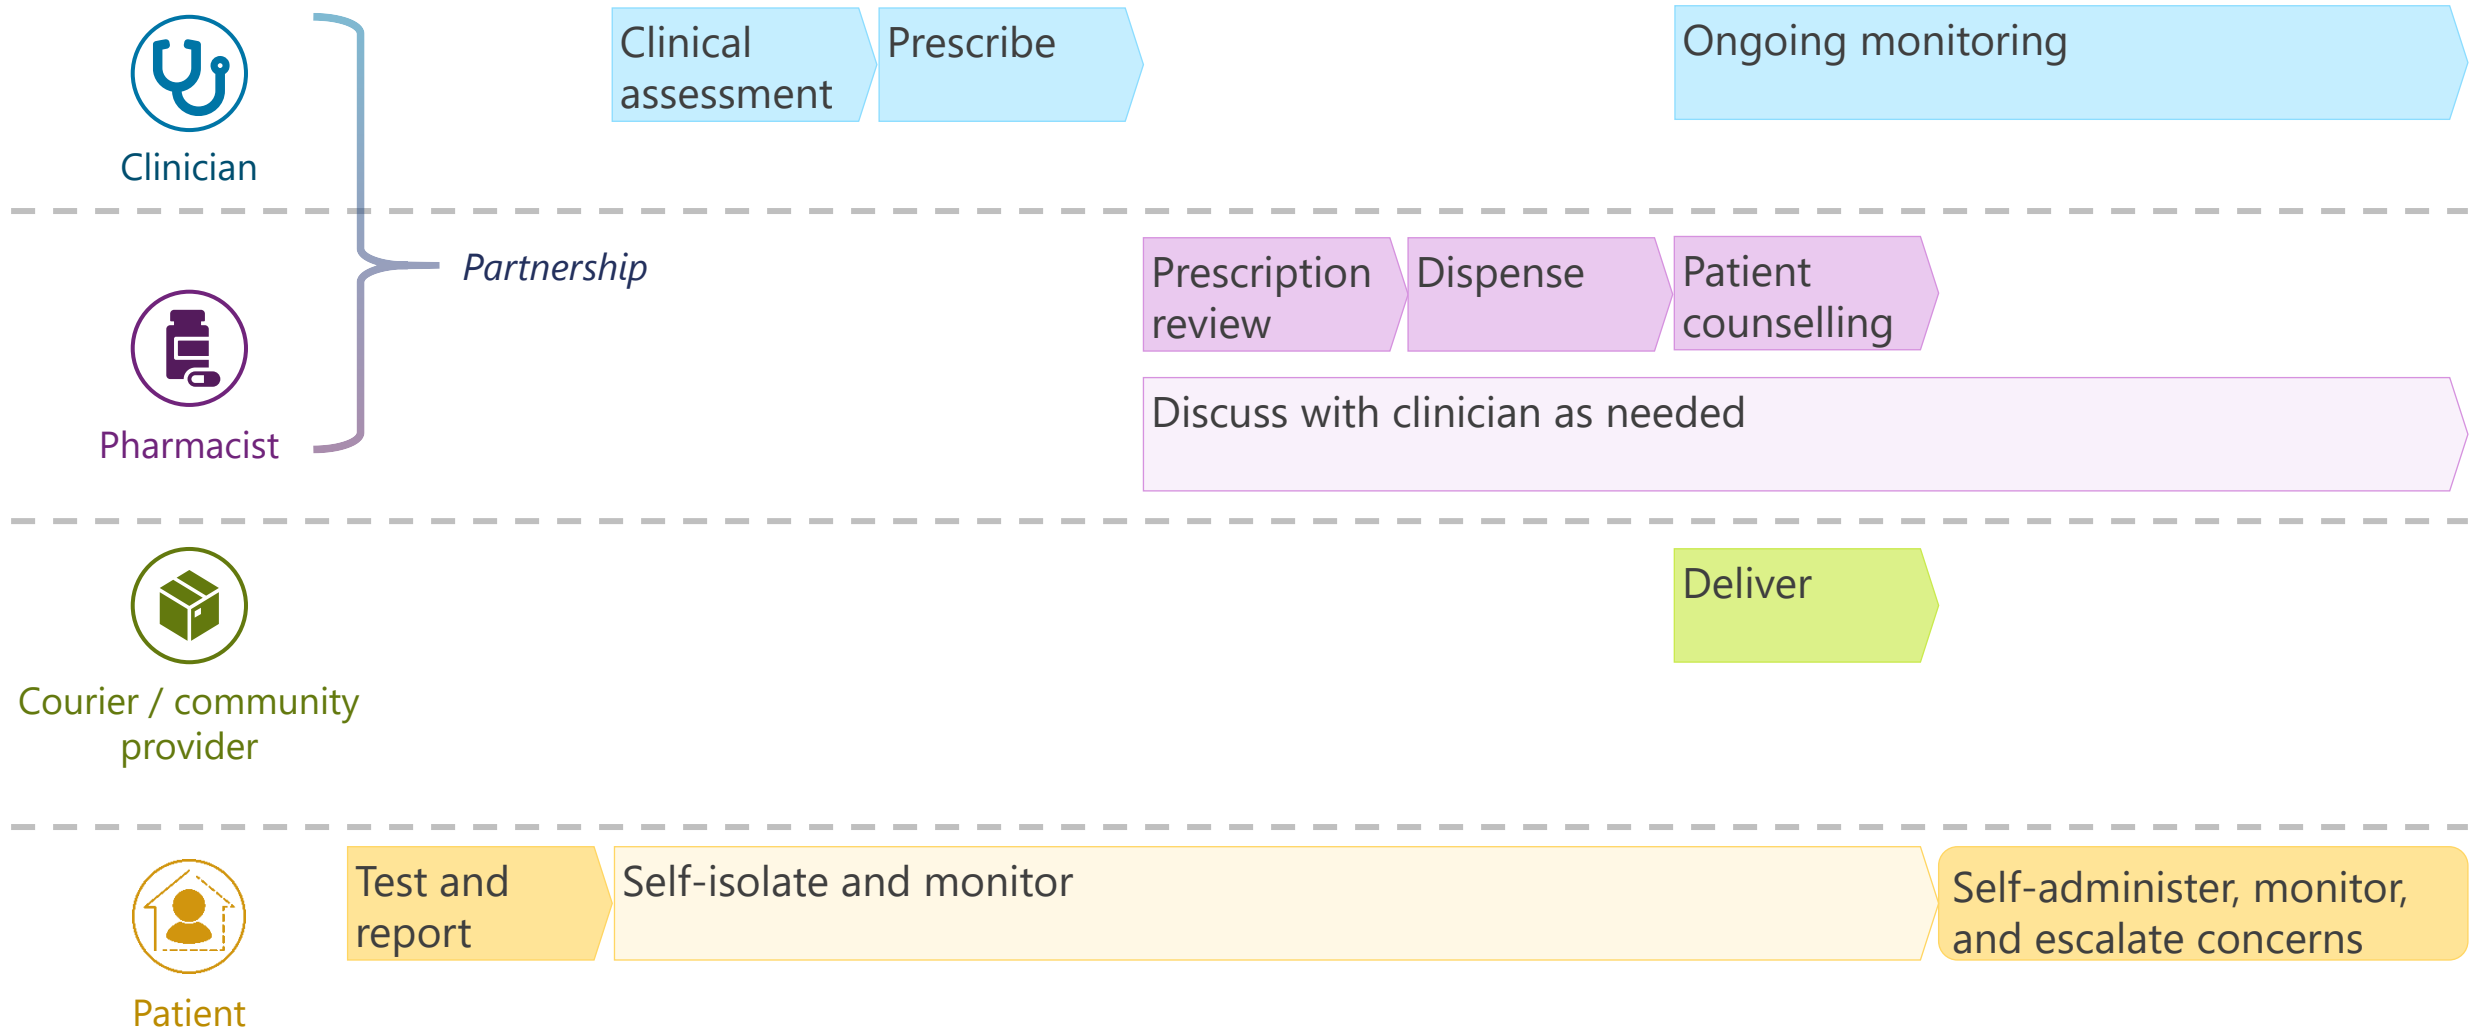 Clinician
Clinical
assessment
Prescribe
Ongoing monitoring
Partnership
Pharmacist
Prescription
review
Dispense
Patient
counselling
Discuss with clinician as needed
Courier / community
provider
Deliver
Patient
Test and
report
Self-isolate and monitor
Self-administer, monitor,
and escalate concerns